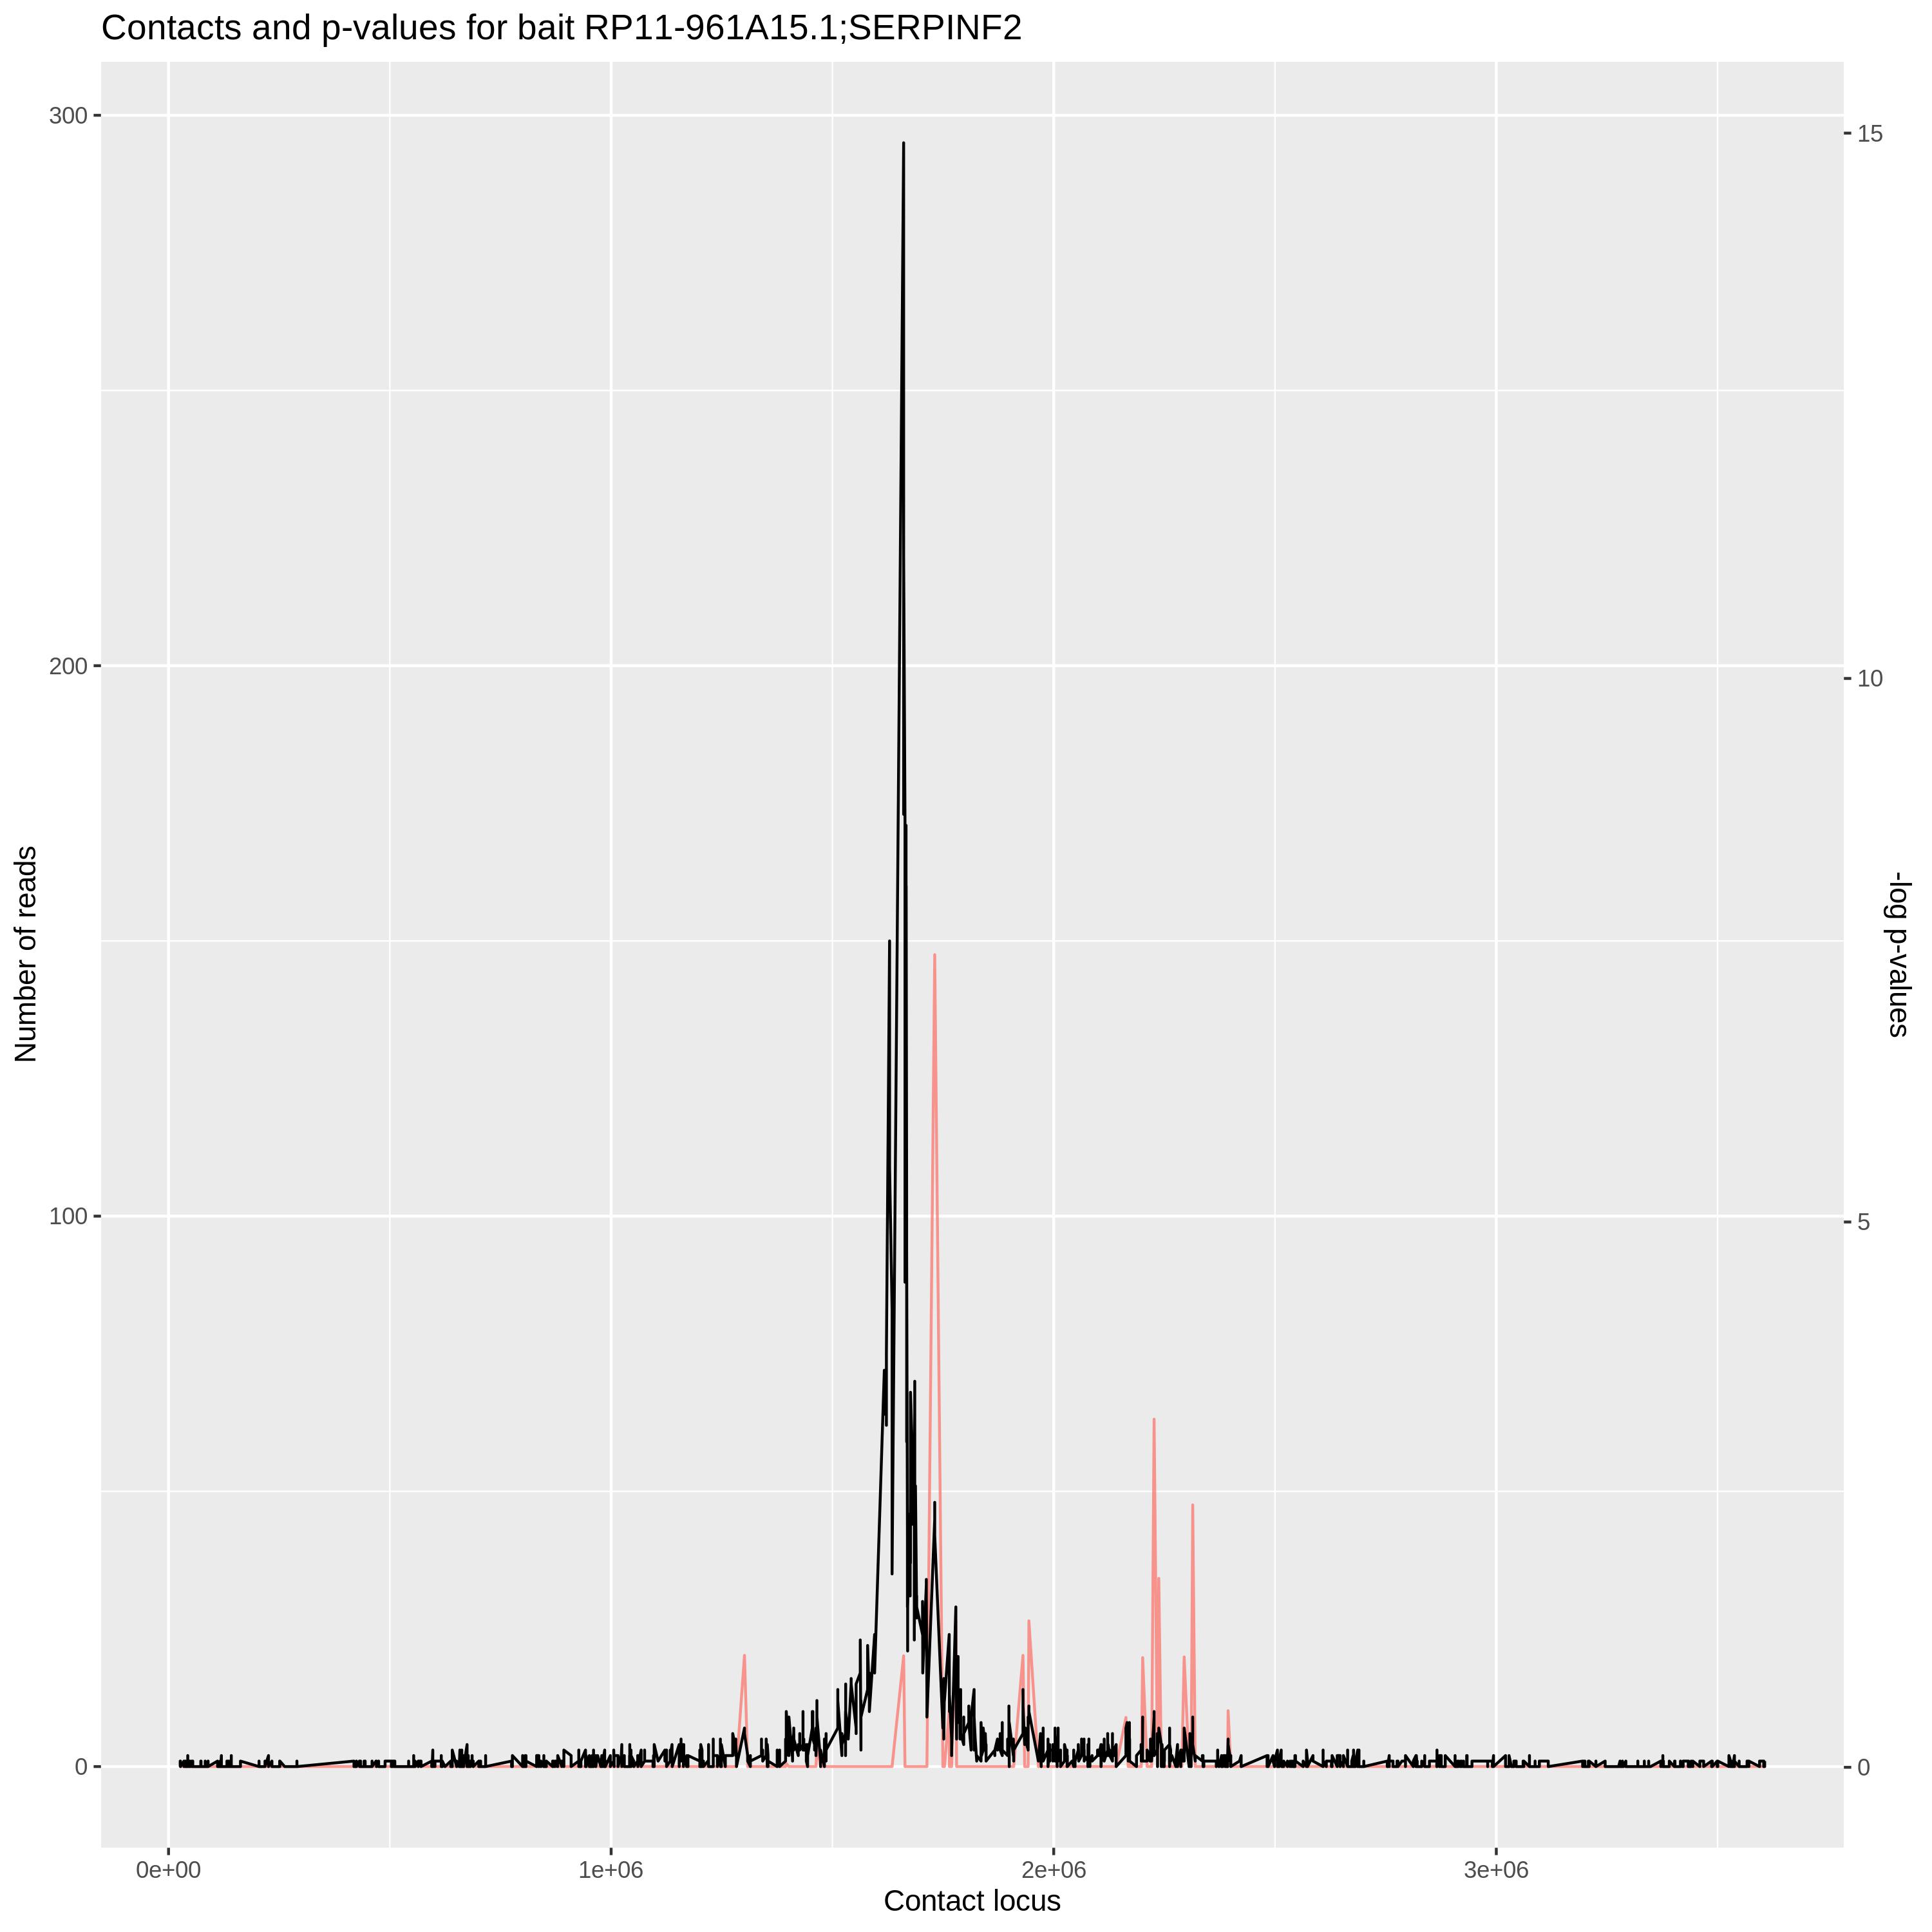 Contacts and p-values for bait RP11-961A15.1;SERPINF2
300
200
100
0
Number of reads
15
10
5
0
-log p-values
0e+00 1e+06 2e+06 3e+06
Contact locus